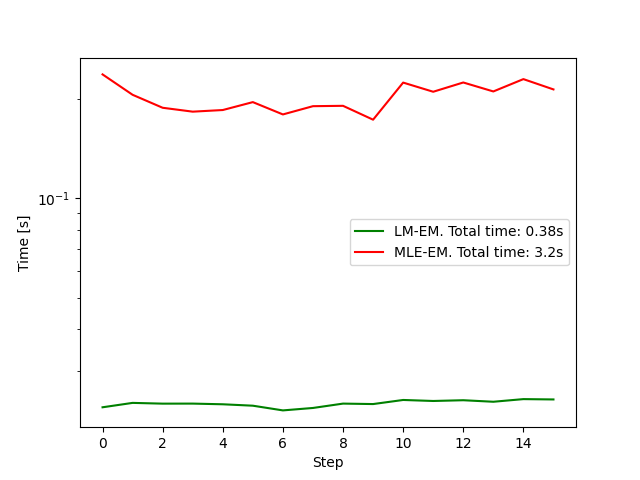 Time [s]
10⁻¹
LM-EM. Total time: 0.38s
MLE-EM. Total time: 3.2s
0 2 4 6 8 10 12 14
Step